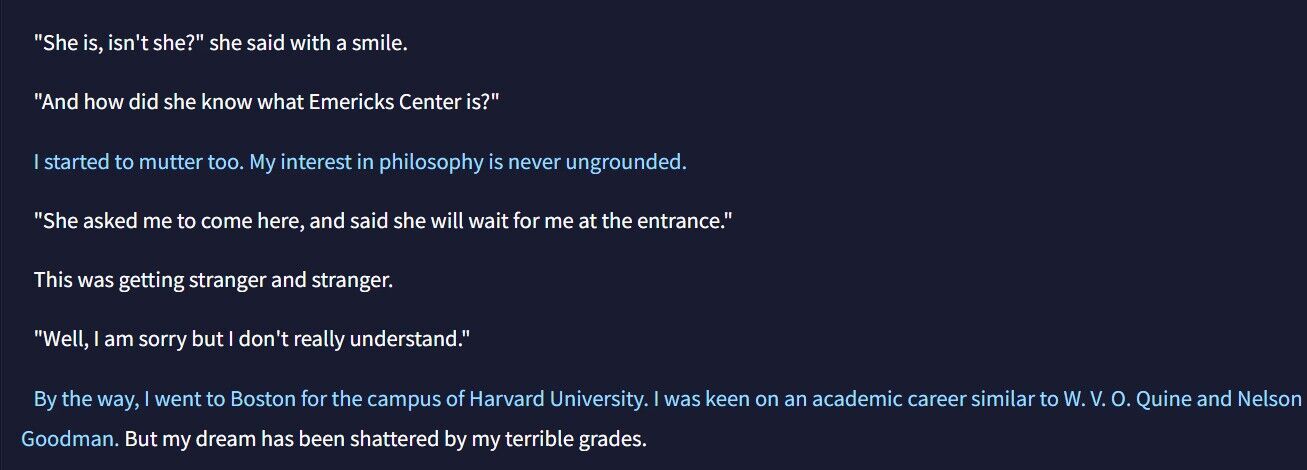 "She is, isn't she?" she said with a smile.
"And how did she know what Emericks Center is?"
I started to mutter too. My interest in philosophy is never ungrounded.
"She asked me to come here, and said she will wait for me at the entrance."
This was getting stranger and stranger.
"Well, I am sorry but I don't really understand."
By the way, I went to Boston for the campus of Harvard University. I was keen on an academic career similar to W. V. O. Quine and Nelson
Goodman. But my dream has been shattered by my terrible grades.